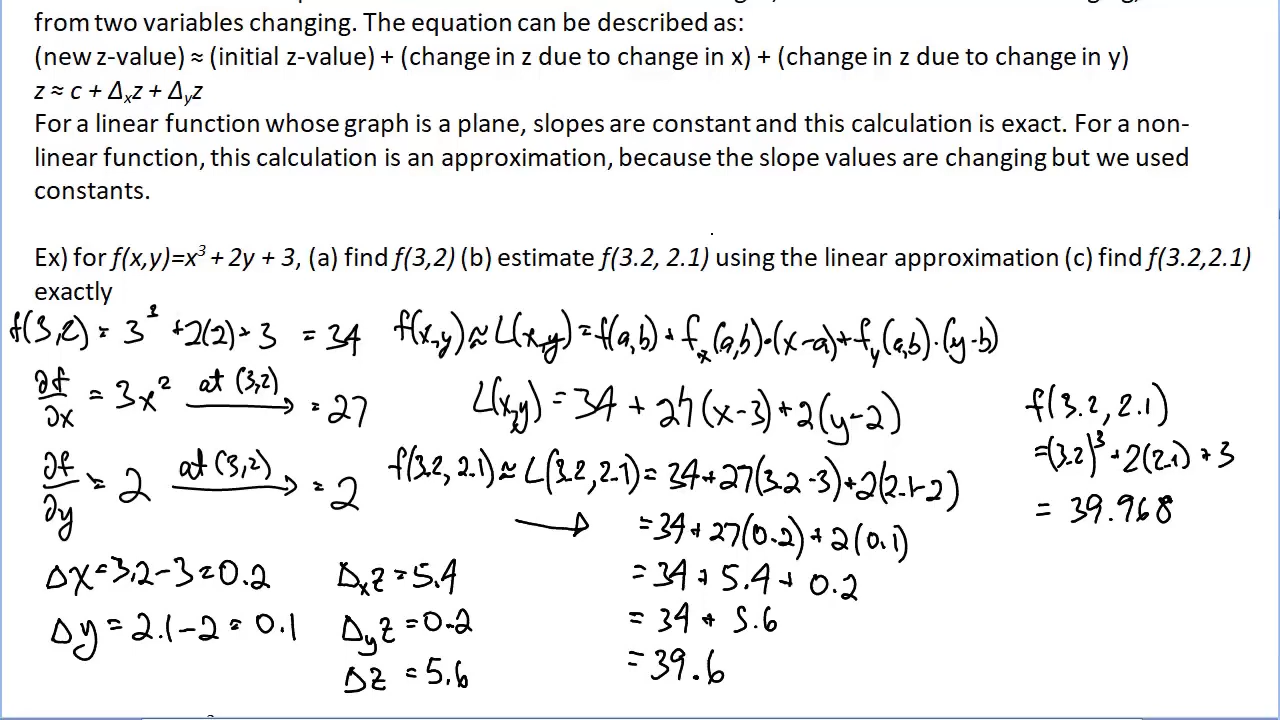 from two variables changing. The equation can be described as:
(new z-value) ≈ (initial z-value) + (change in z due to change in x) + (change in z due to change in y)
z ≈ c + Δₓz + Δᵧz
For a linear function whose graph is a plane, slopes are constant and this calculation is exact. For a non-
linear function, this calculation is an approximation, because the slope values are changing but we used
constants.
Ex) for f(x,y)=x³ + 2y + 3, (a) find f(3,2) (b) estimate f(3.2, 2.1) using the linear approximation (c) find f(3.2,2.1)
exactly
f(3,2) = 3³ + 2(2) + 3 = 34
∂f/∂x = 3x² at (3,2) → = 27
∂f/∂y = 2 at (3,2) → = 2
Δx = 3.2 - 3 = 0.2
Δy = 2.1 - 2 = 0.1
Δₓz = 5.4
Δᵧz = 0.2
Δz = 5.6
f(x,y) ≈ L(x,y) = f(a,b) + fₓ(a,b)·(x-a) + fᵧ(a,b)·(y-b)
L(x,y) = 34 + 27(x-3) + 2(y-2)
f(3.2, 2.1) ≈ L(3.2, 2.1) = 34 + 27(3.2-3) + 2(2.1-2)
→ = 34 + 27(0.2) + 2(0.1)
= 34 + 5.4 + 0.2
= 34 + 5.6
= 39.6
f(3.2, 2.1)
= (3.2)³ + 2(2.1) + 3
= 39.968